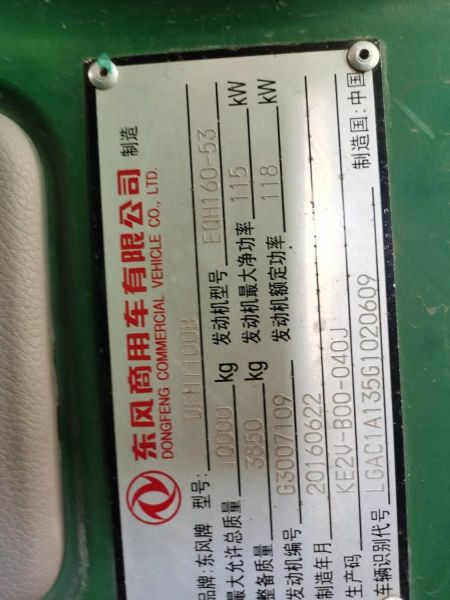 东风商用车有限公司 制造
DONGFENG COMMERCIAL VEHICLE CO., LTD.
品牌: 东风牌 型号: 发动机型号 EQH160-53
最大允许总质量 10000 kg 发动机最大净功率 115 kW
整备质量 3850 kg 发动机额定功率 118 kW
发动机编号 G3007109
制造年月 20160622
生产码 KE2V-B00-040J
车辆识别代号 LGAC1A135G1020609 制造国: 中国